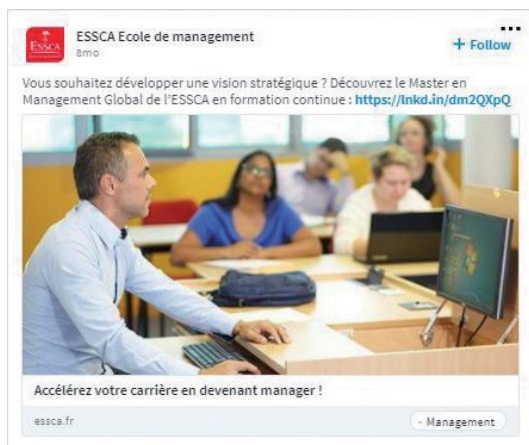 ESSCA
ESSCA Ecole de management
8mo
+ Follow
Vous souhaitez développer une vision stratégique ? Découvrez le Master en
Management Global de l'ESSCA en formation continue : https://lnkd.in/dm2QXpQ
Accélérez votre carrière en devenant manager !
essca.fr
Management